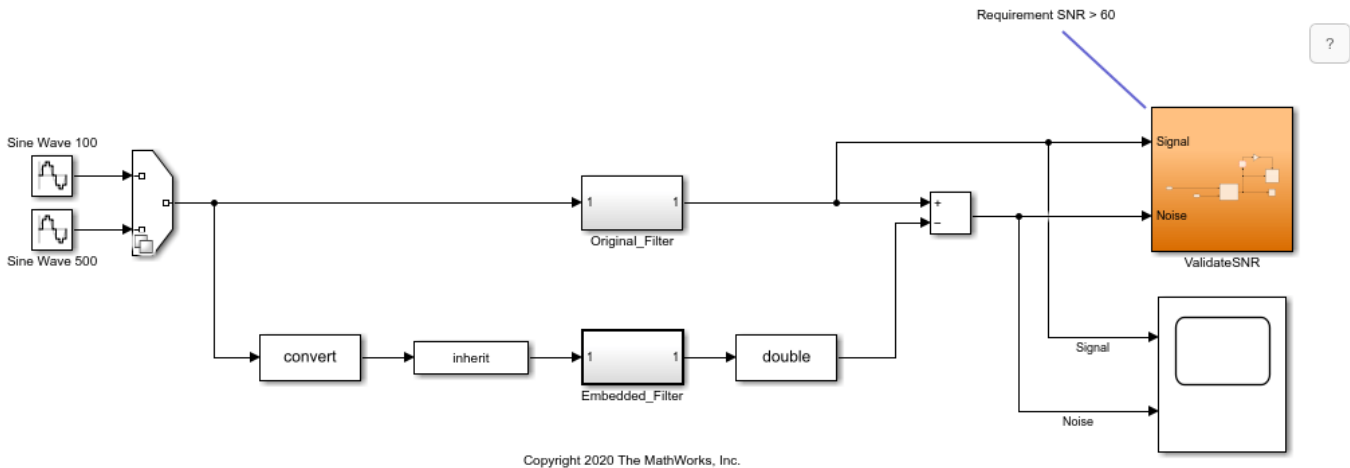 Requirement SNR > 60
?
Sine Wave 100
Signal
1 1
+
Original_Filter
−
Noise
Sine Wave 500
ValidateSNR
convert
inherit
1 1
double
Signal
Embedded_Filter
Noise
Copyright 2020 The MathWorks, Inc.